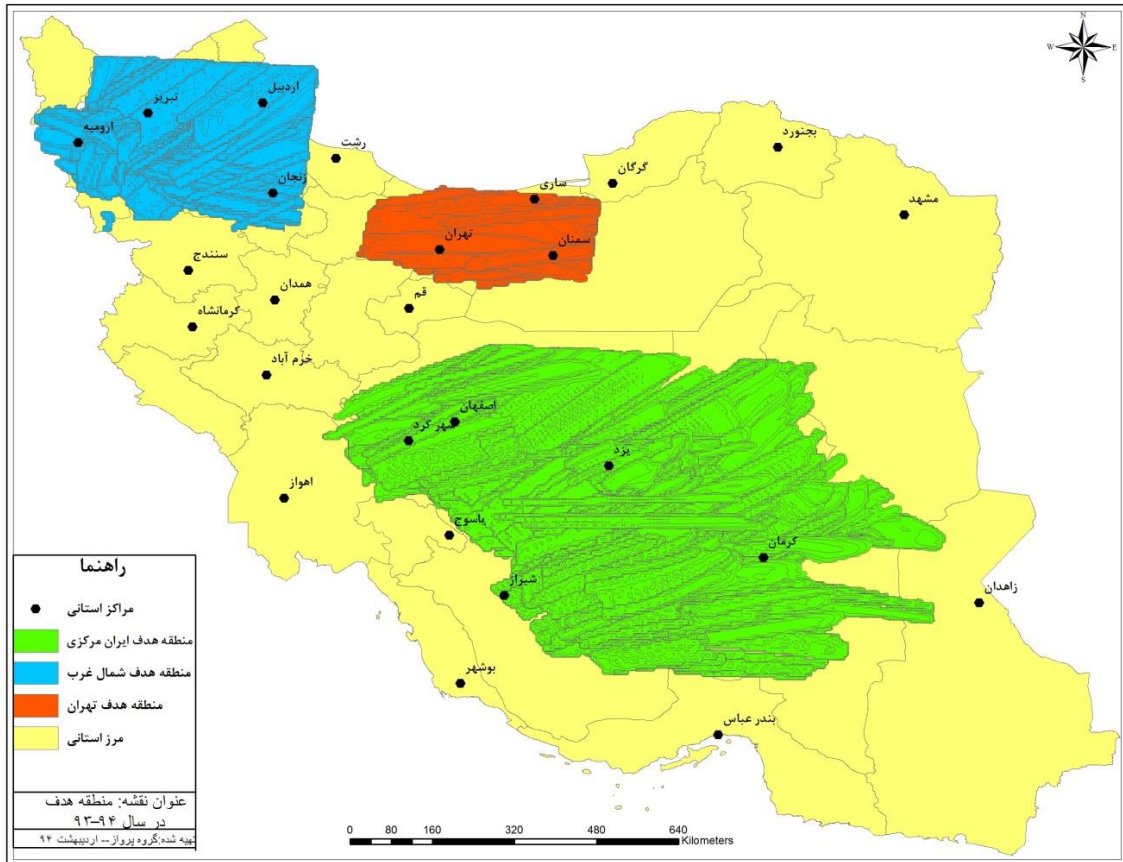 N
W E
S
تبریز
اردبیل
ارومیه
زنجان
رشت
بجنورد
گرگان
ساری
مشهد
تهران
سمنان
سنندج
همدان
قم
کرمانشاه
خرم آباد
اصفهان
شهر کرد
یزد
اهواز
یاسوج
کرمان
شیراز
زاهدان
بوشهر
بندر عباس
راهنما
مراکز استانی
منطقه هدف ایران مرکزی
منطقه هدف شمال غرب
منطقه هدف تهران
مرز استانی
عنوان نقشه: منطقه هدف
در سال ۹۴-۹۳
تهیه شده:گروه پرواز-- اردیبهشت ۹۴
0 80 160 320 480 640
Kilometers